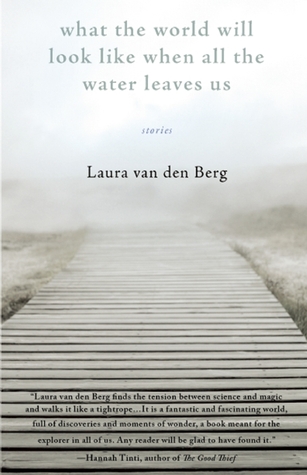 what the world will
look like when all the
water leaves us
stories
Laura van den Berg
"Laura van den Berg finds the tension between science and magic
and walks it like a tightrope...It is a fantastic and fascinating world,
full of discoveries and moments of wonder, a book meant for the
explorer in all of us. Any reader will be glad to have found it."
—Hannah Tinti, author of The Good Thief